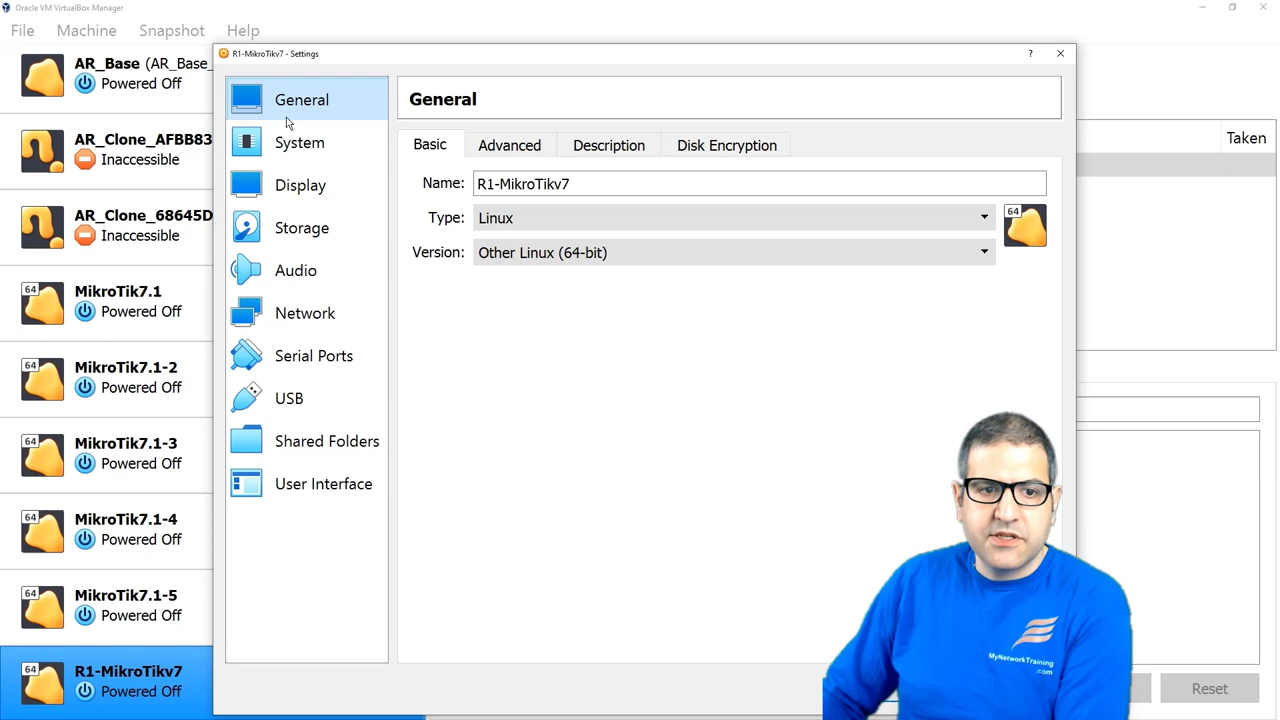 Oracle VM VirtualBox Manager
File Machine Snapshot Help
AR_Base (AR_Base_
Powered Off
AR_Clone_AFBB83
Inaccessible
AR_Clone_68645D
Inaccessible
64
MikroTik7.1
Powered Off
64
MikroTik7.1-2
Powered Off
64
MikroTik7.1-3
Powered Off
64
MikroTik7.1-4
Powered Off
64
MikroTik7.1-5
Powered Off
64
R1-MikroTikv7
Powered Off
R1-MikroTikv7 - Settings
?
General
System
Display
Storage
Audio
Network
Serial Ports
USB
Shared Folders
User Interface
General
Basic Advanced Description Disk Encryption
Name: R1-MikroTikv7
Type: Linux
64
Version: Other Linux (64-bit)
Taken
Reset
MyNetworkTraining
.com